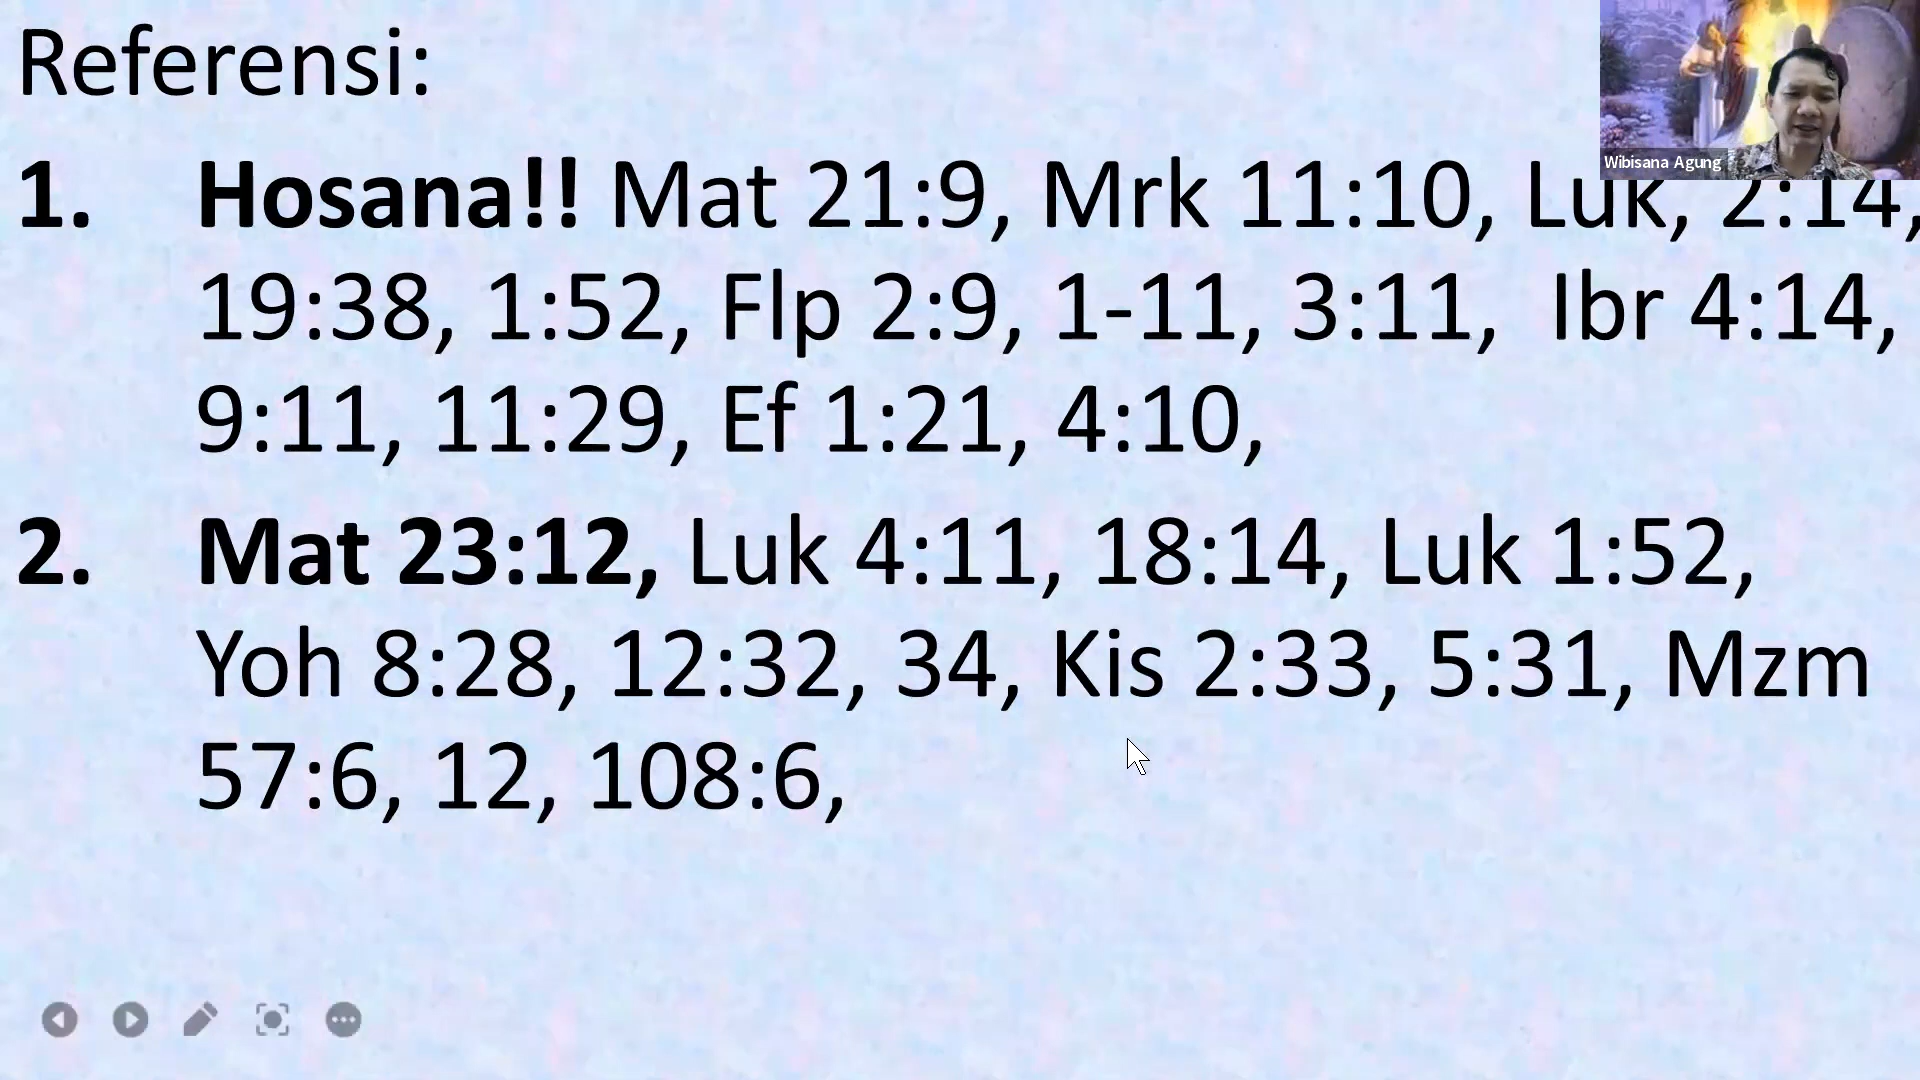 Referensi:
Wibisana Agung
1. Hosana!! Mat 21:9, Mrk 11:10, Luk, 2:14,
19:38, 1:52, Flp 2:9, 1-11, 3:11, Ibr 4:14,
9:11, 11:29, Ef 1:21, 4:10,
2. Mat 23:12, Luk 4:11, 18:14, Luk 1:52,
Yoh 8:28, 12:32, 34, Kis 2:33, 5:31, Mzm
57:6, 12, 108:6,